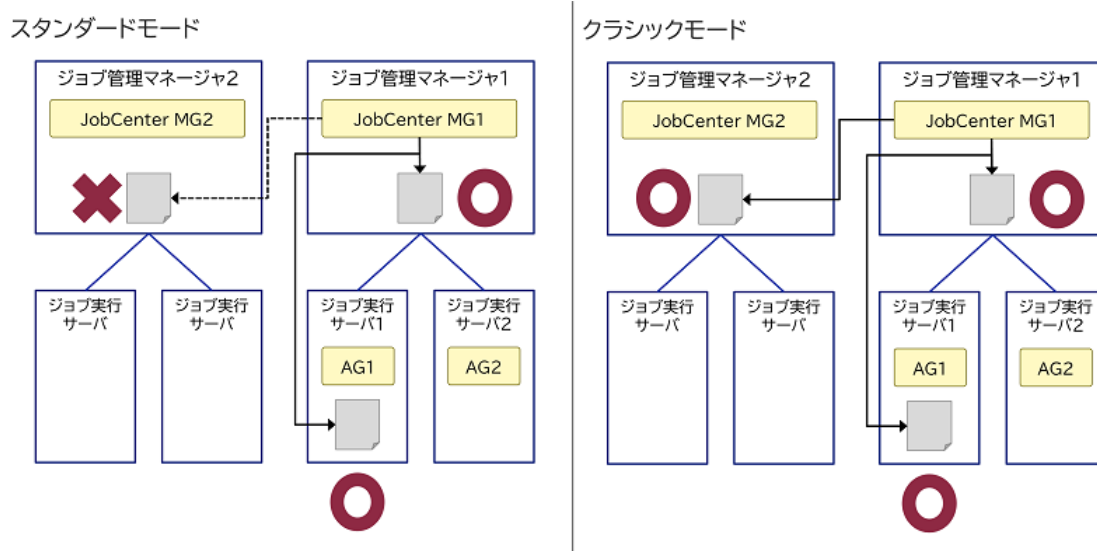 スタンダードモード
ジョブ管理マネージャ2
JobCenter MG2
ジョブ管理マネージャ1
JobCenter MG1
ジョブ実行
サーバ
ジョブ実行
サーバ
ジョブ実行
サーバ1
AG1
ジョブ実行
サーバ2
AG2
クラシックモード
ジョブ管理マネージャ2
JobCenter MG2
ジョブ管理マネージャ1
JobCenter MG1
ジョブ実行
サーバ
ジョブ実行
サーバ
ジョブ実行
サーバ1
AG1
ジョブ実行
サーバ2
AG2